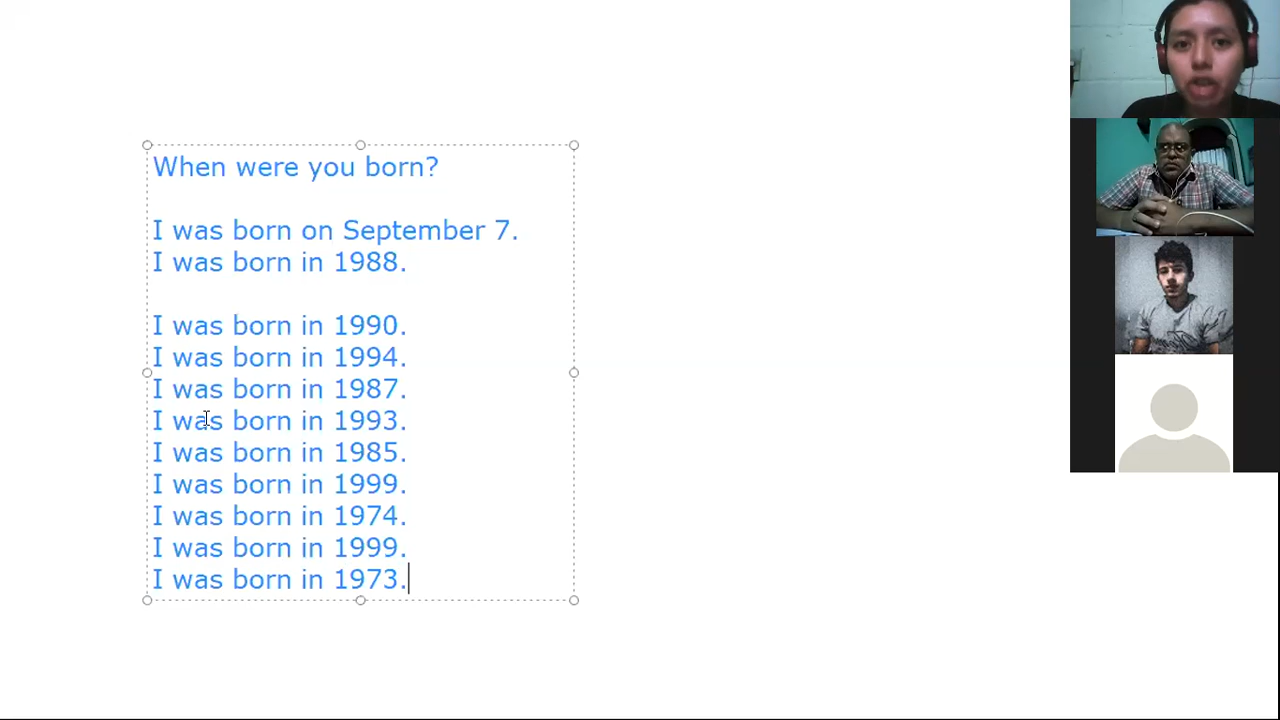 When were you born?
I was born on September 7.
I was born in 1988.
I was born in 1990.
I was born in 1994.
I was born in 1987.
I was born in 1993.
I was born in 1985.
I was born in 1999.
I was born in 1974.
I was born in 1999.
I was born in 1973.